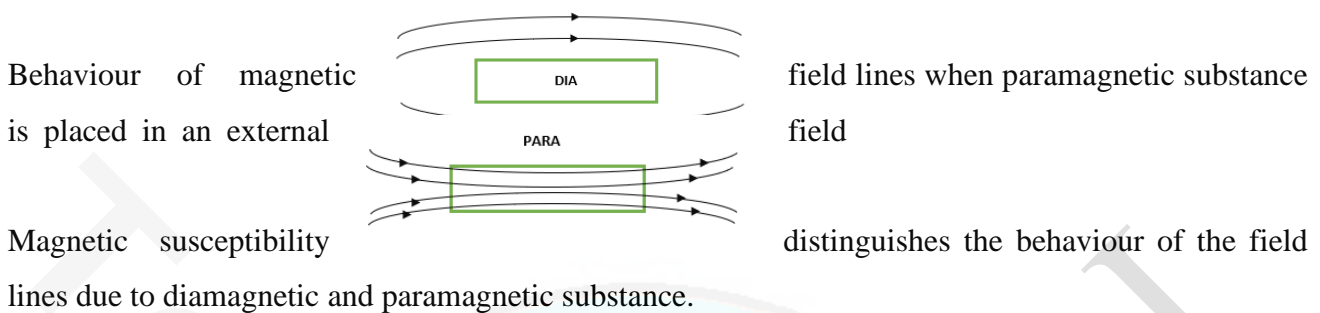 DIA
Behaviour of magnetic field lines when paramagnetic substance
is placed in an external field
PARA
Magnetic susceptibility distinguishes the behaviour of the field
lines due to diamagnetic and paramagnetic substance.